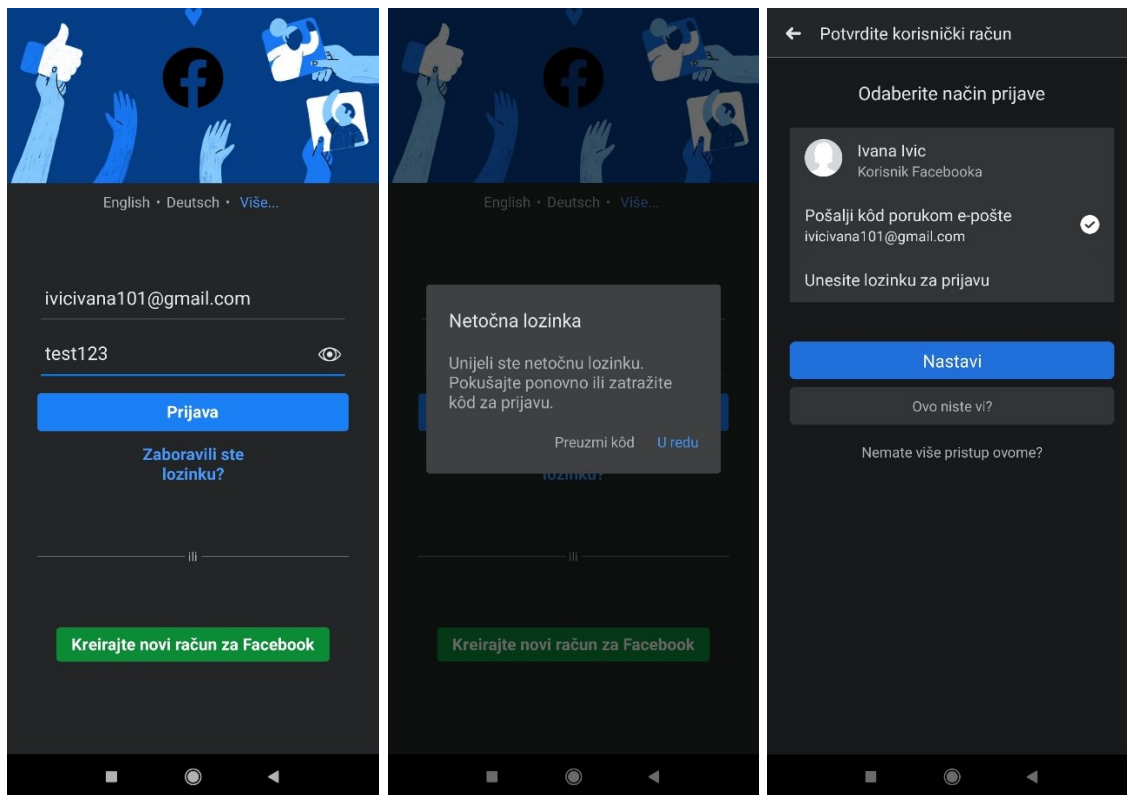 English • Deutsch • Više...
ivicivana101@gmail.com
test123
Prijava
Zaboravili ste
lozinku?
ili
Kreirajte novi račun za Facebook
English • Deutsch • Više...
Netočna lozinka
Unijeli ste netočnu lozinku.
Pokušajte ponovno ili zatražite
kôd za prijavu.
Preuzmi kôd U redu
lozinku?
ili
Kreirajte novi račun za Facebook
Potvrdite korisnički račun
Odaberite način prijave
Ivana Ivic
Korisnik Facebooka
Pošalji kôd porukom e-pošte
ivicivana101@gmail.com
Unesite lozinku za prijavu
Nastavi
Ovo niste vi?
Nemate više pristup ovome?